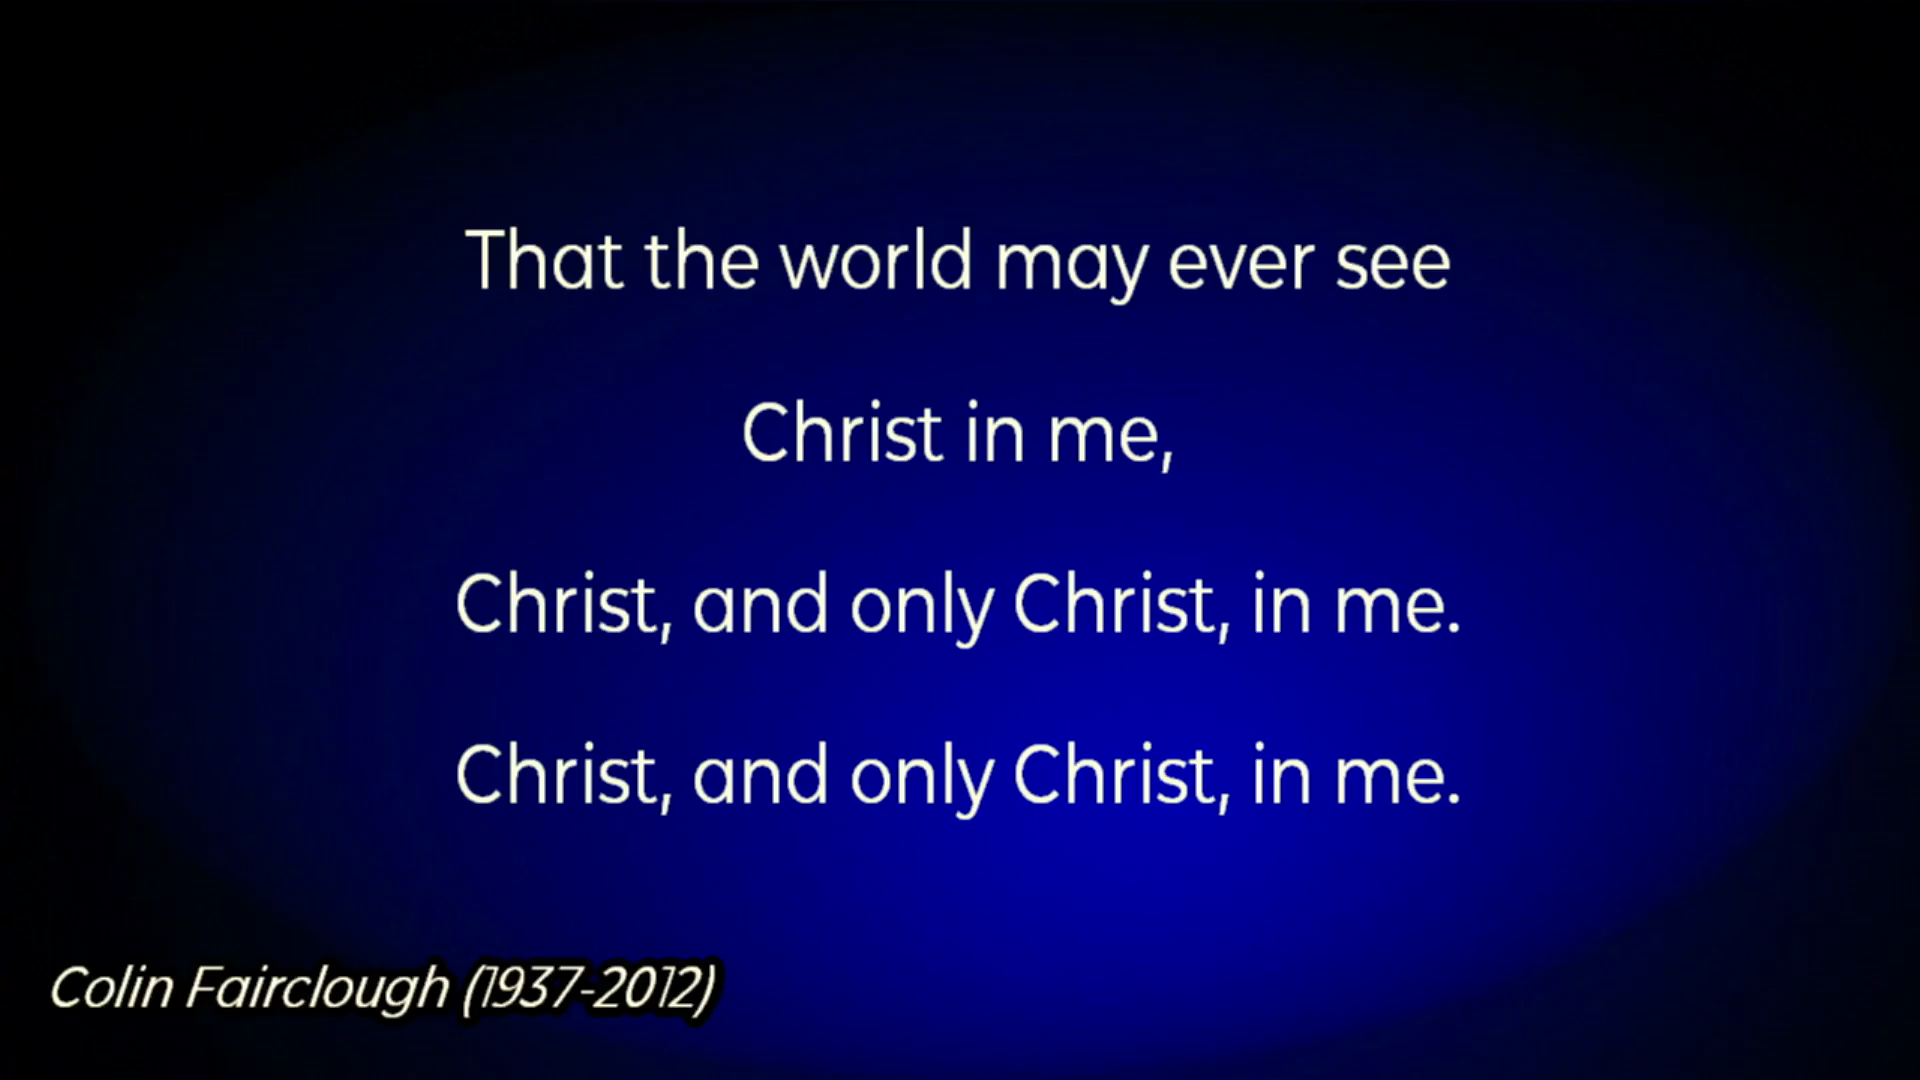 That the world may ever see
Christ in me,
Christ, and only Christ, in me.
Christ, and only Christ, in me.
Colin Fairclough (1937-2012)